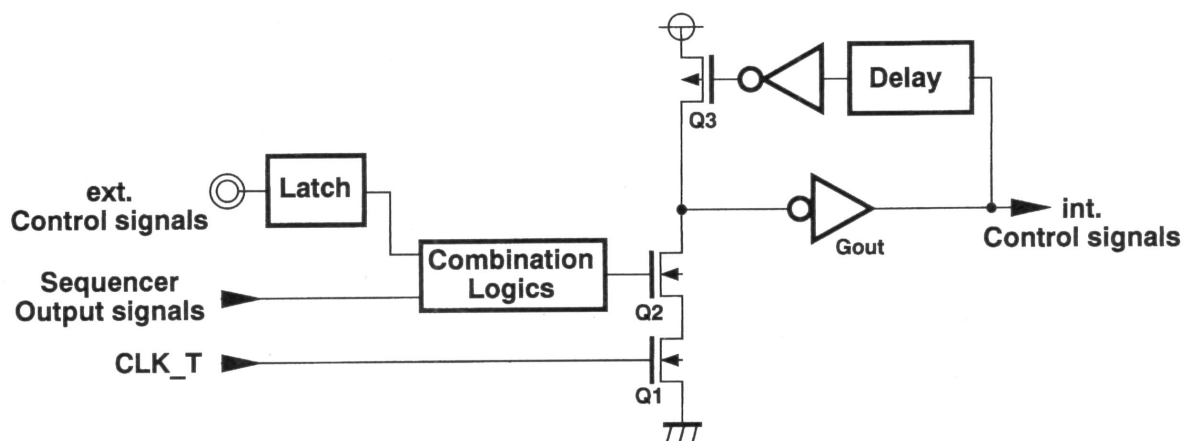 Delay
Q3
ext.
Control signals
Latch
int.
Control signals
Gout
Combination
Logics
Sequencer
Output signals
Q2
CLK_T
Q1